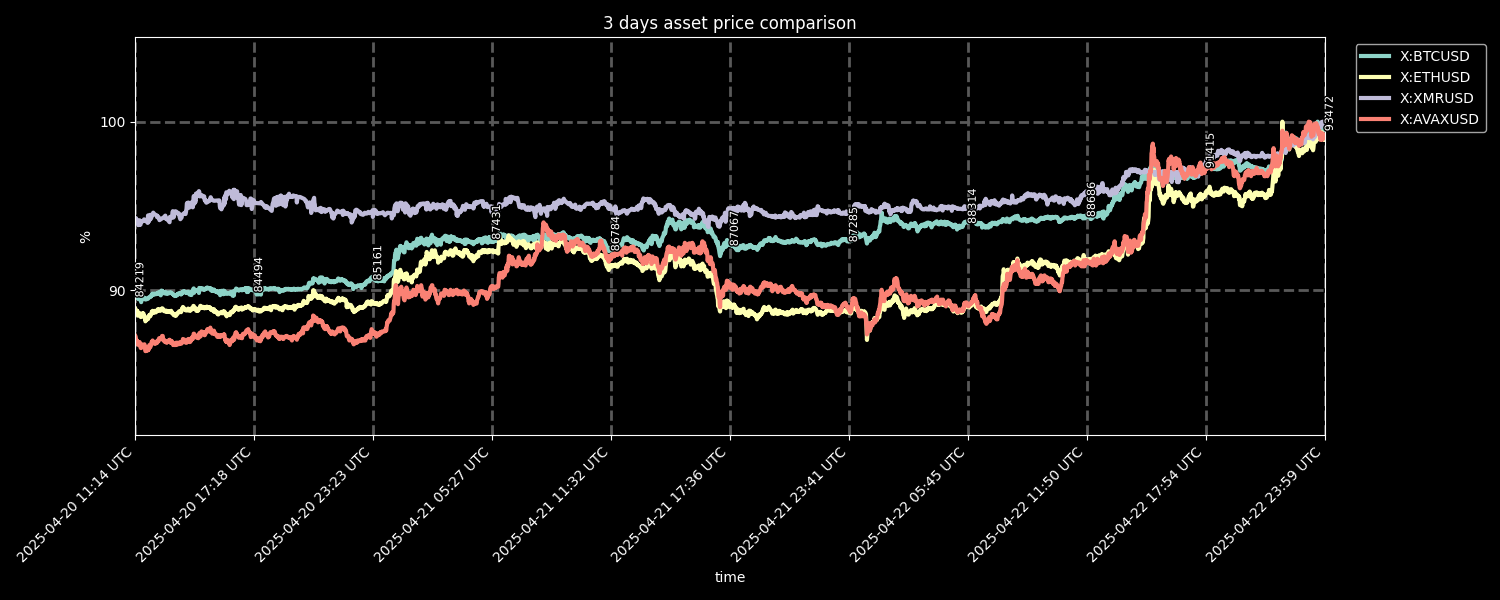 3 days asset price comparison
X:BTCUSD
X:ETHUSD
X:XMRUSD
X:AVAXUSD
100
90
%
84219
84494
85161
87431
86784
87067
87285
88314
88686
91415
93472
2025-04-20 11:14 UTC
2025-04-20 17:18 UTC
2025-04-20 23:23 UTC
2025-04-21 05:27 UTC
2025-04-21 11:32 UTC
2025-04-21 17:36 UTC
2025-04-21 23:41 UTC
2025-04-22 05:45 UTC
2025-04-22 11:50 UTC
2025-04-22 17:54 UTC
2025-04-22 23:59 UTC
time